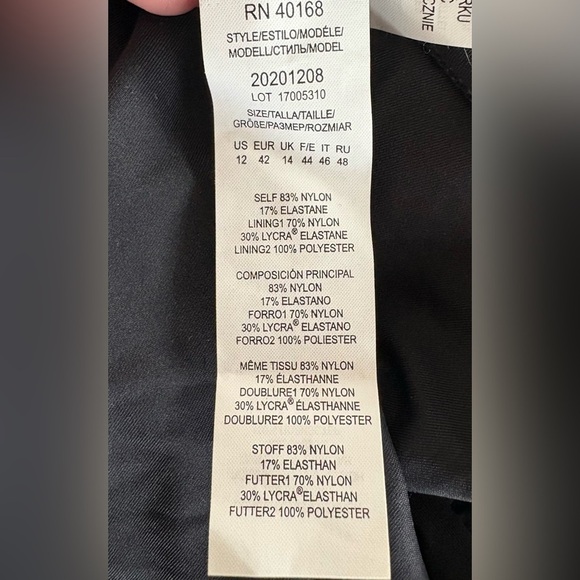 RN 40168
STYLE/ESTILO/MODÉLE/
MODELL/СТИЛЬ/MODEL
20201208
LOT 17005310
SIZE/TALLA/TAILLE/
GRÖßE/РАЗМЕР/ROZMIAR
US EUR UK F/E IT RU
12 42 14 44 46 48
SELF 83% NYLON
17% ELASTANE
LINING1 70% NYLON
30% LYCRA® ELASTANE
LINING2 100% POLYESTER
COMPOSICIÓN PRINCIPAL
83% NYLON
17% ELASTANO
FORRO1 70% NYLON
30% LYCRA® ELASTANO
FORRO2 100% POLIESTER
MÊME TISSU 83% NYLON
17% ÉLASTHANNE
DOUBLURE1 70% NYLON
30% LYCRA® ÉLASTHANNE
DOUBLURE2 100% POLYESTER
STOFF 83% NYLON
17% ELASTHAN
FUTTER1 70% NYLON
30% LYCRA®ELASTHAN
FUTTER2 100% POLYESTER